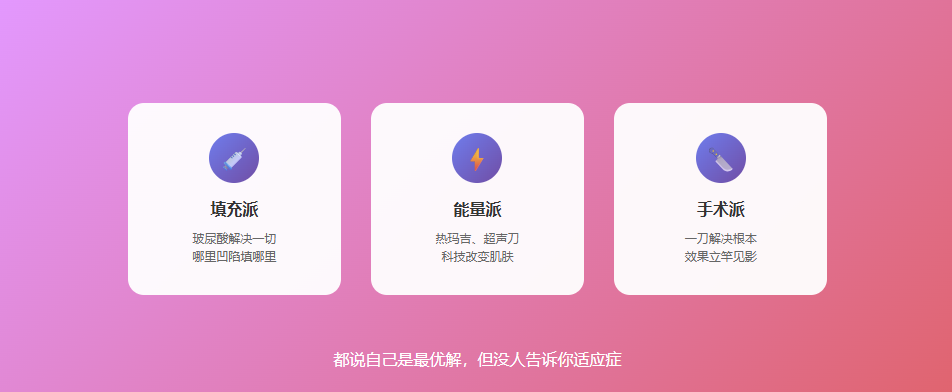 填充派
玻尿酸解决一切
哪里凹陷填哪里
能量派
热玛吉、超声刀
科技改变肌肤
手术派
一刀解决根本
效果立竿见影
都说自己是最优解，但没人告诉你适应症